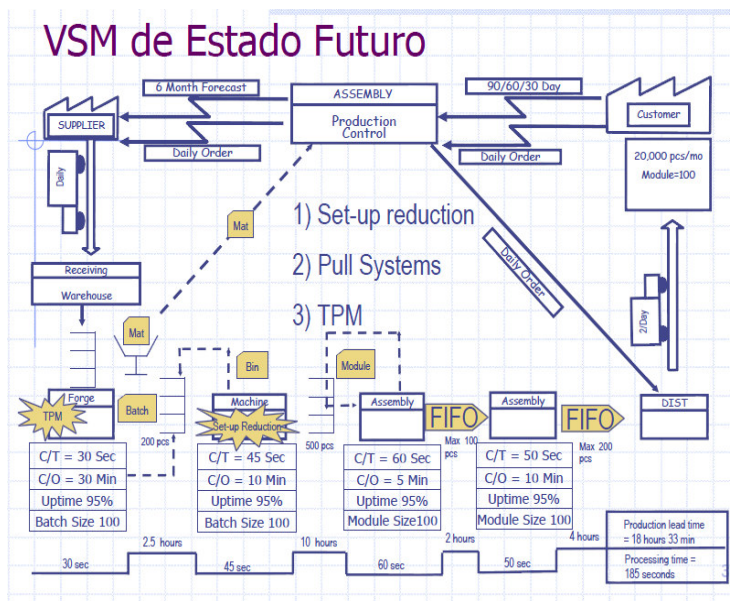 VSM de Estado Futuro
6 Month Forecast
ASSEMBLY
Production
Control
90/60/30 Day
SUPPLIER
Customer
Daily Order
Daily Order
20,000 pcs/mo
Module=100
Daily
Mat
1) Set-up reduction
2) Pull Systems
3) TPM
Daily Order
Receiving
Warehouse
2/Day
Mat
Bin
Module
Forge
TPM
Batch
200 pcs
Machine
Set-up Reduction
500 pcs
Assembly
FIFO
Max 100
pcs
Assembly
FIFO
Max 200
pcs
DIST
C/T = 30 Sec
C/O = 30 Min
Uptime 95%
Batch Size 100
C/T = 45 Sec
C/O = 10 Min
Uptime 95%
Batch Size 100
C/T = 60 Sec
C/O = 5 Min
Uptime 95%
Module Size100
C/T = 50 Sec
C/O = 10 Min
Uptime 95%
Module Size 100
30 sec
2.5 hours
45 sec
10 hours
60 sec
2 hours
50 sec
4 hours
Production lead time
= 18 hours 33 min
Processing time =
185 seconds
3